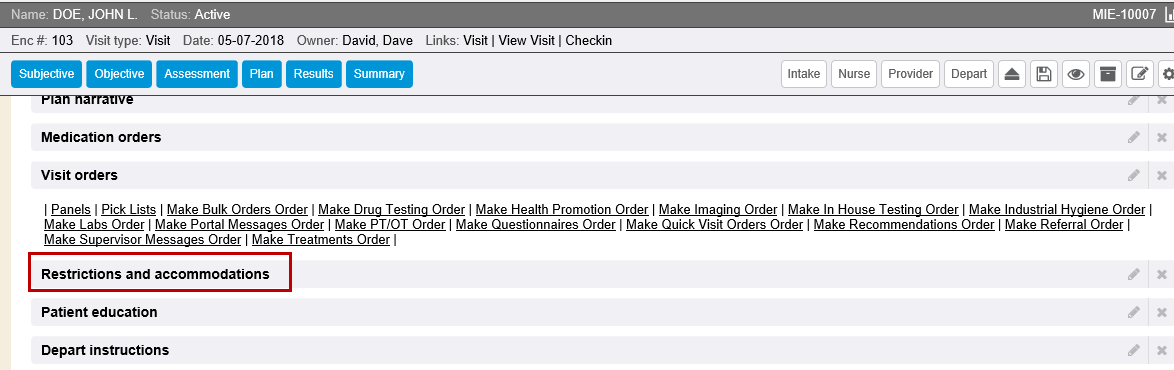 Name: DOE, JOHN L. Status: Active MIE-10007
Enc #: 103 Visit type: Visit Date: 05-07-2018 Owner: David, Dave Links: Visit | View Visit | Checkin
Subjective Objective Assessment Plan Results Summary Intake Nurse Provider Depart
Plan narrative
Medication orders
Visit orders
| Panels | Pick Lists | Make Bulk Orders Order | Make Drug Testing Order | Make Health Promotion Order | Make Imaging Order | Make In House Testing Order | Make Industrial Hygiene Order |
Make Labs Order | Make Portal Messages Order | Make PT/OT Order | Make Questionnaires Order | Make Quick Visit Orders Order | Make Recommendations Order | Make Referral Order |
Make Supervisor Messages Order | Make Treatments Order |
Restrictions and accommodations
Patient education
Depart instructions